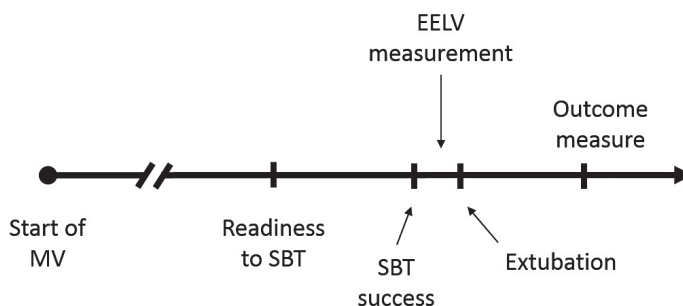 EELV
measurement
Outcome
measure
Start of
MV
Readiness
to SBT
SBT
success
Extubation